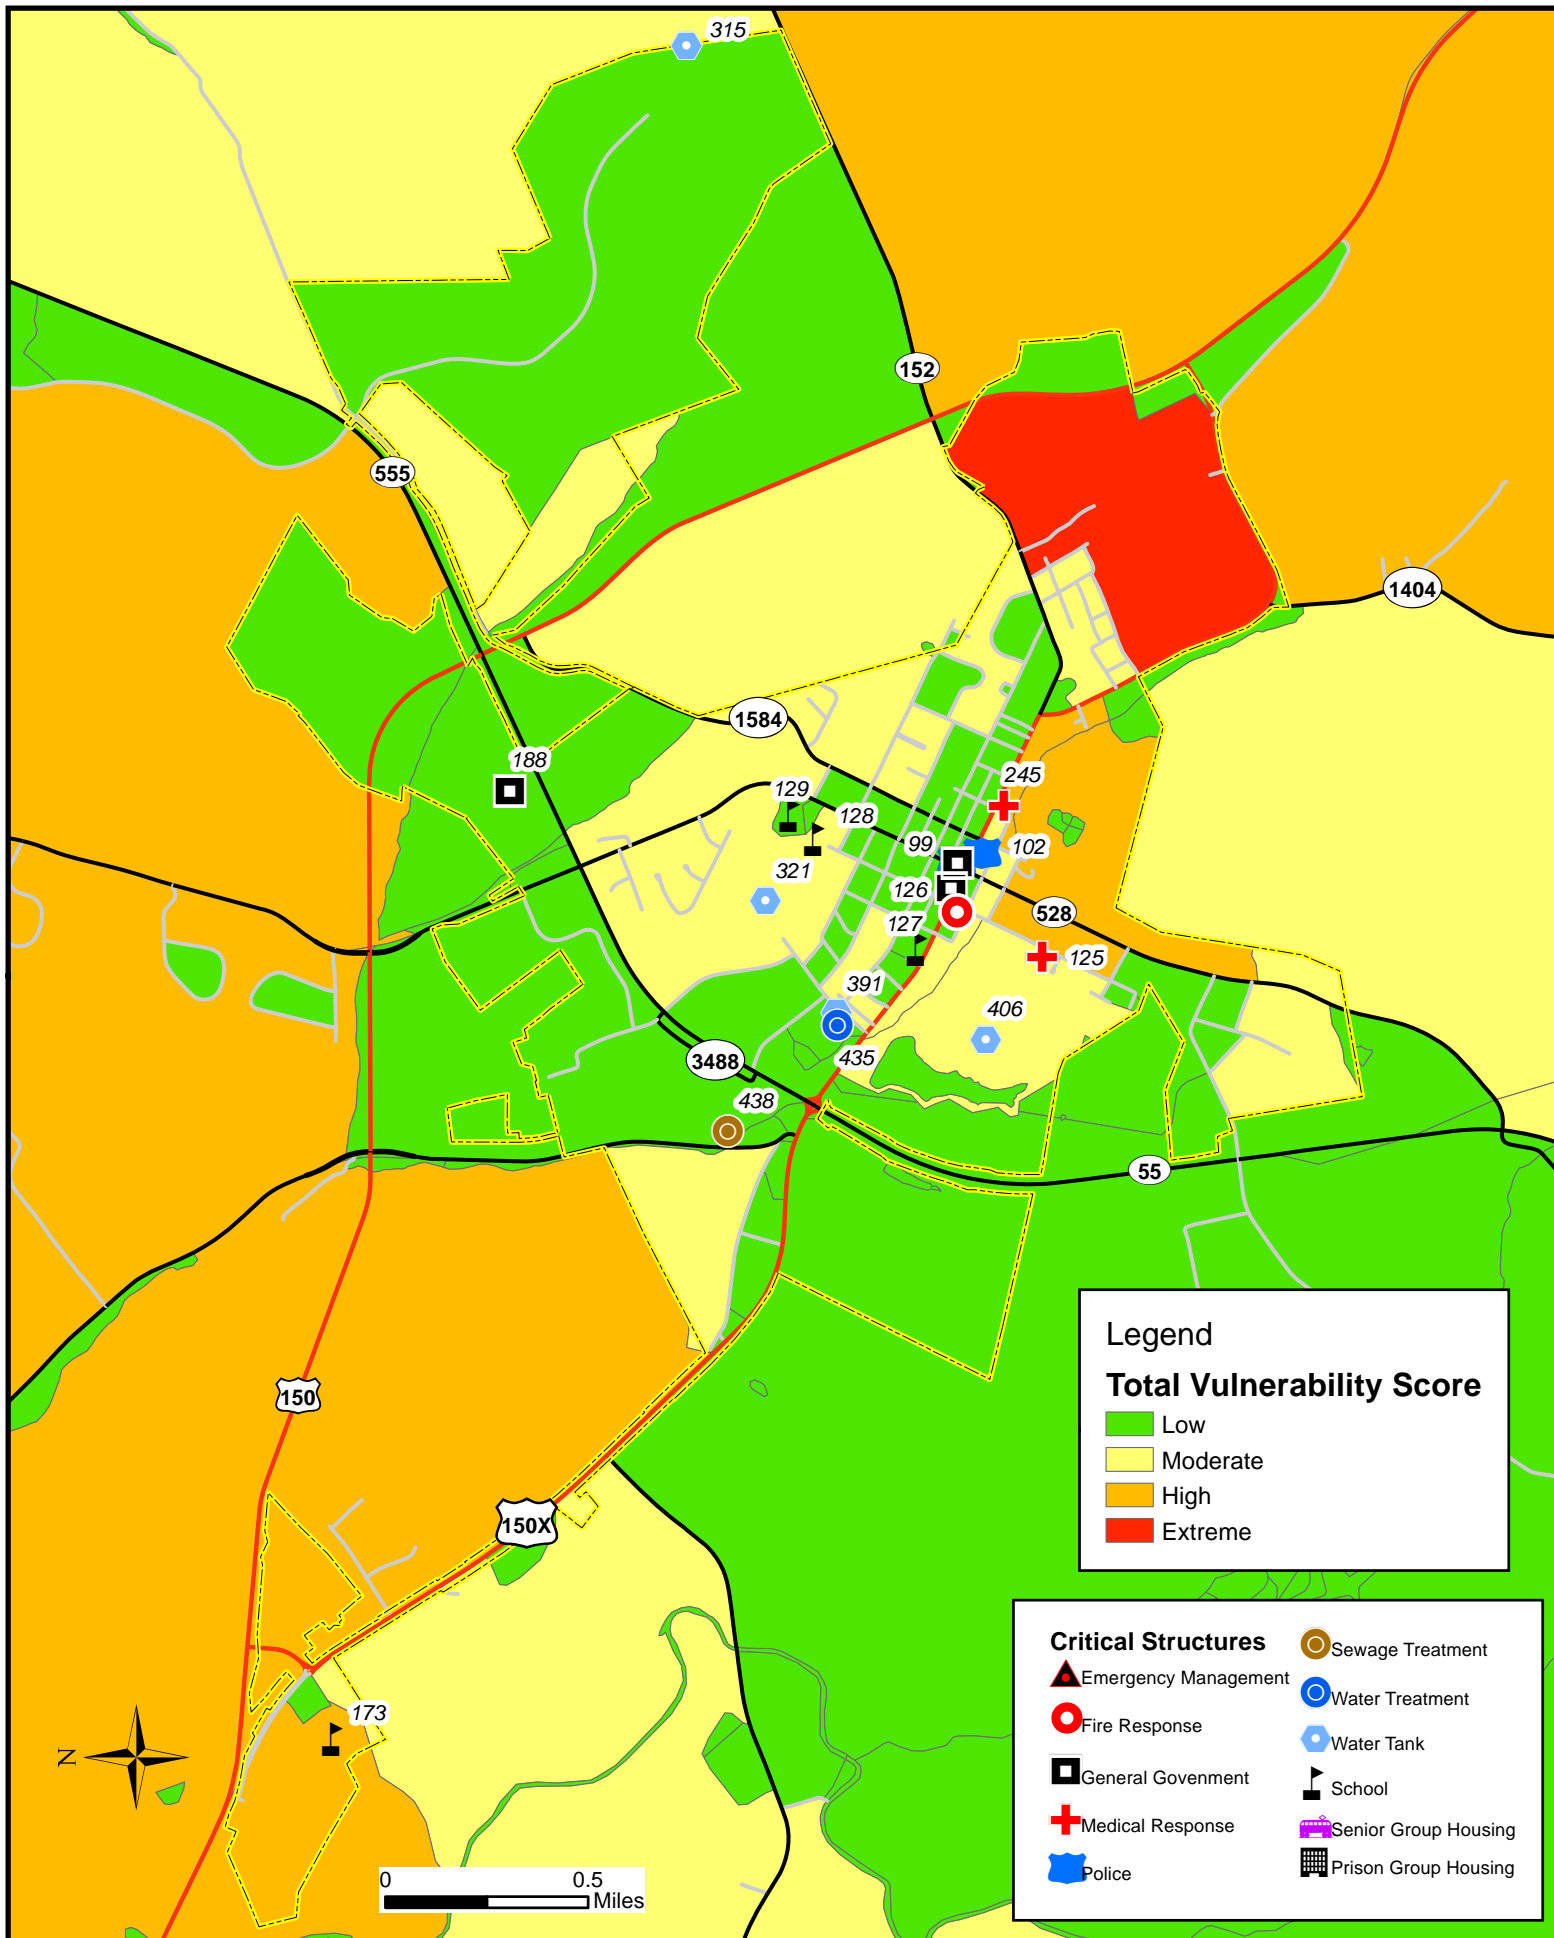 315
152
555
1404
1584
188
129
128
245
99
102
321
126
127
528
125
391
406
435
3488
438
55
150
150X
173
N
0 0.5
Miles
Legend
Total Vulnerability Score
Low
Moderate
High
Extreme
Critical Structures
Emergency Management
Fire Response
General Govenment
Medical Response
Police
Sewage Treatment
Water Treatment
Water Tank
School
Senior Group Housing
Prison Group Housing